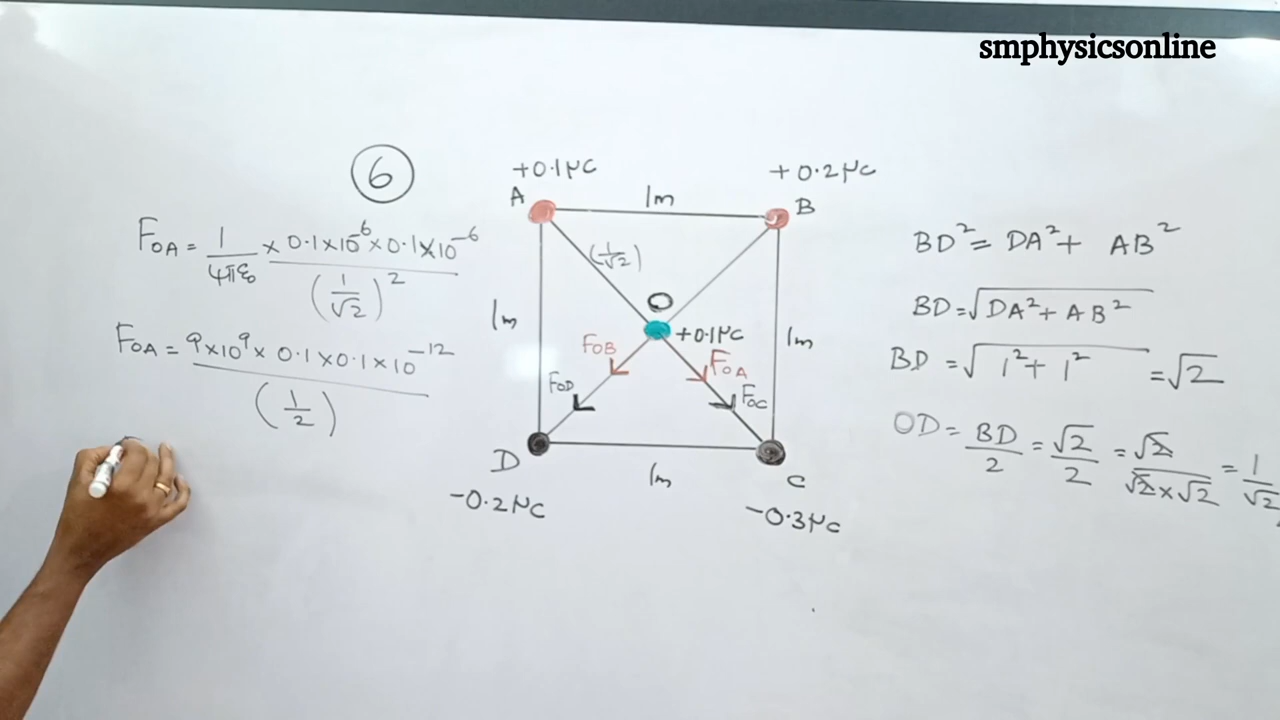 smphysicsonline
6
F_OA = 1/4πε₀ × 0.1×10⁻⁶×0.1×10⁻⁶ / (1/√2)²
F_OA = 9×10⁹× 0.1×0.1×10⁻¹² / (1/2)
+0.1μC
+0.2μC
A
1m
B
(1/√2)
O
1m
+0.1μC
1m
F_OB
F_OA
F_OD
F_OC
D
1m
C
-0.2μC
-0.3μC
BD² = DA² + AB²
BD = √DA² + AB²
BD = √1² + 1² = √2
OD = BD/2 = √2/2 = √2/√2×√2 = 1/√2